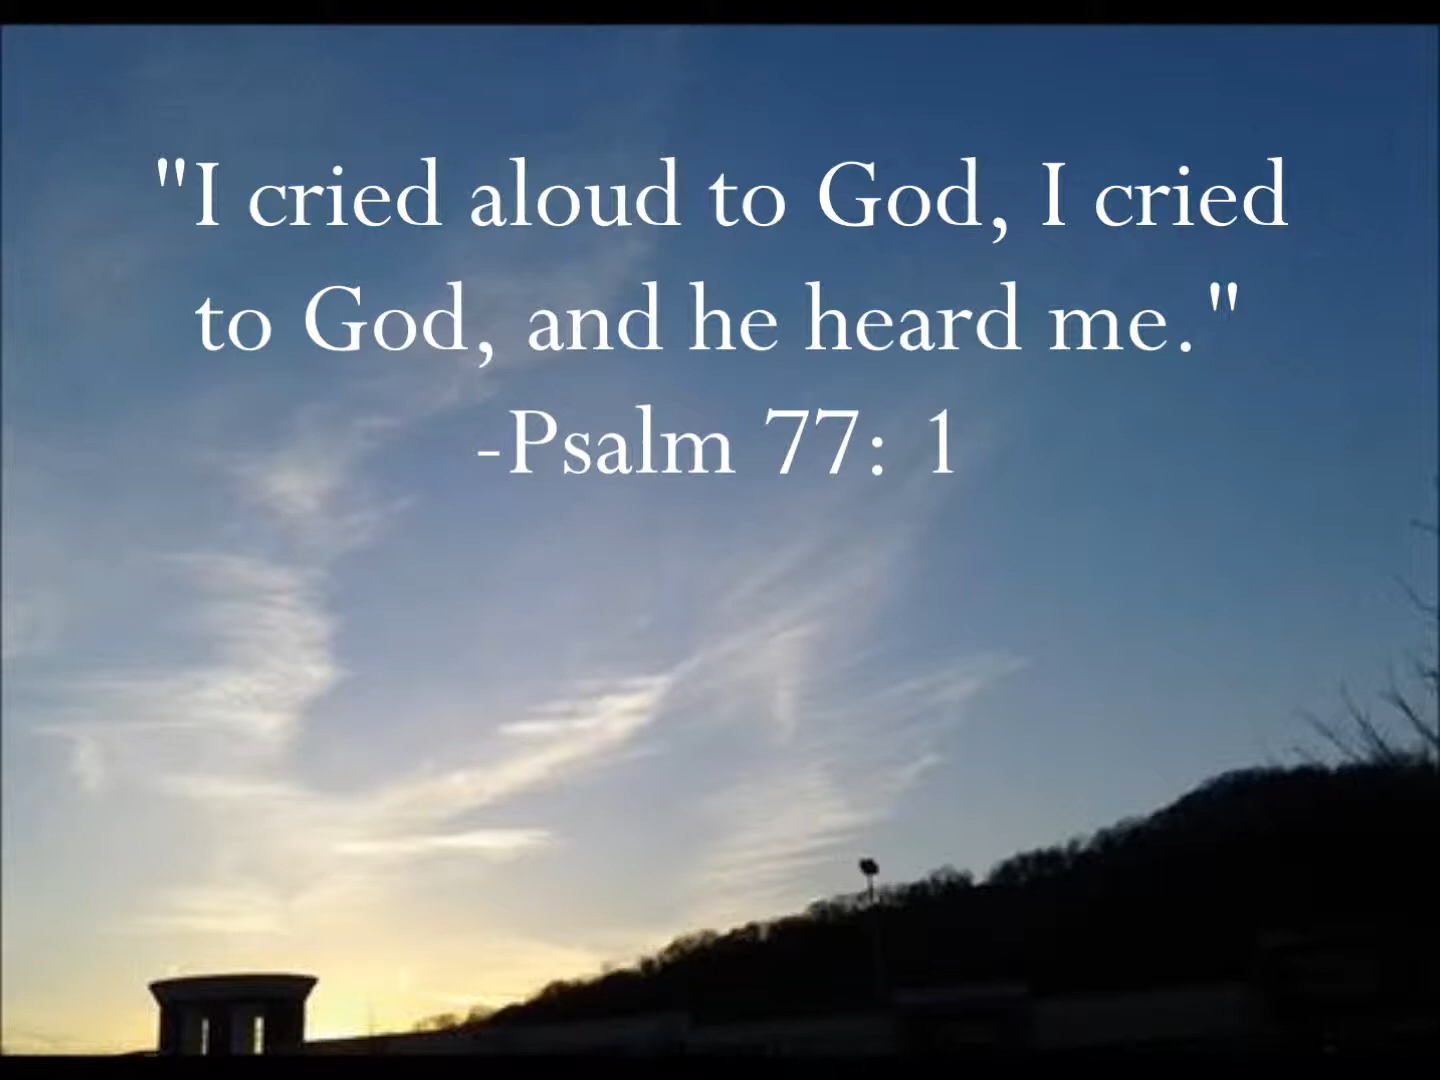 "I cried aloud to God, I cried
to God, and he heard me."
-Psalm 77: 1